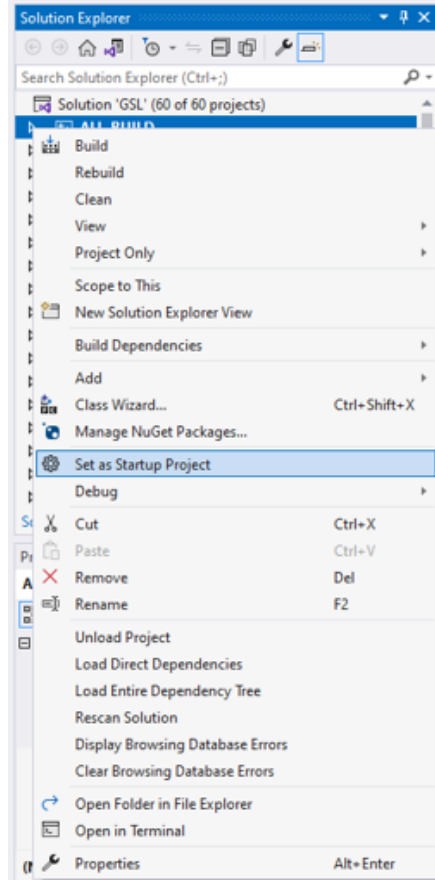 Solution Explorer
Search Solution Explorer (Ctrl+;)
Solution 'GSL' (60 of 60 projects)
ALL_BUILD
Build
Rebuild
Clean
View
Project Only
Scope to This
New Solution Explorer View
Build Dependencies
Add
Class Wizard... Ctrl+Shift+X
Manage NuGet Packages...
Set as Startup Project
Debug
Cut Ctrl+X
Paste Ctrl+V
Remove Del
Rename F2
Unload Project
Load Direct Dependencies
Load Entire Dependency Tree
Rescan Solution
Display Browsing Database Errors
Clear Browsing Database Errors
Open Folder in File Explorer
Open in Terminal
Properties Alt+Enter